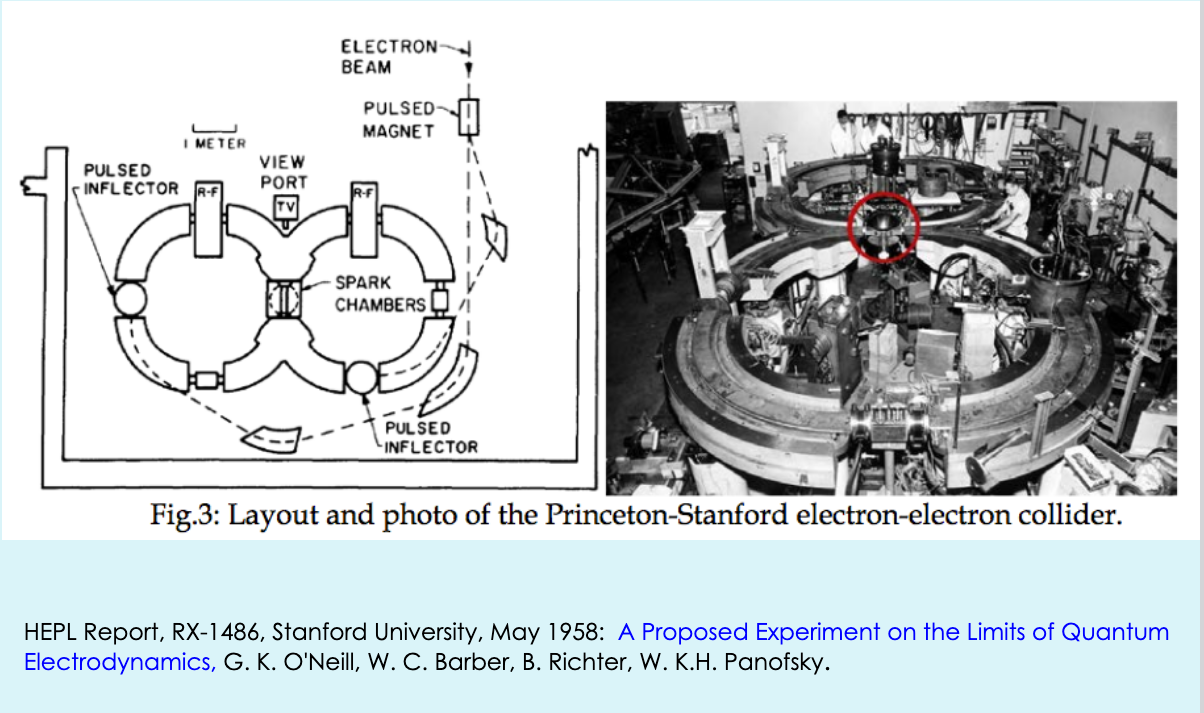 ELECTRON
BEAM
PULSED
MAGNET
1 METER
PULSED
INFLECTOR
R-F
VIEW
PORT
TV
R-F
SPARK
CHAMBERS
PULSED
INFLECTOR
Fig.3: Layout and photo of the Princeton-Stanford electron-electron collider.
HEPL Report, RX-1486, Stanford University, May 1958: A Proposed Experiment on the Limits of Quantum
Electrodynamics, G. K. O'Neill, W. C. Barber, B. Richter, W. K.H. Panofsky.